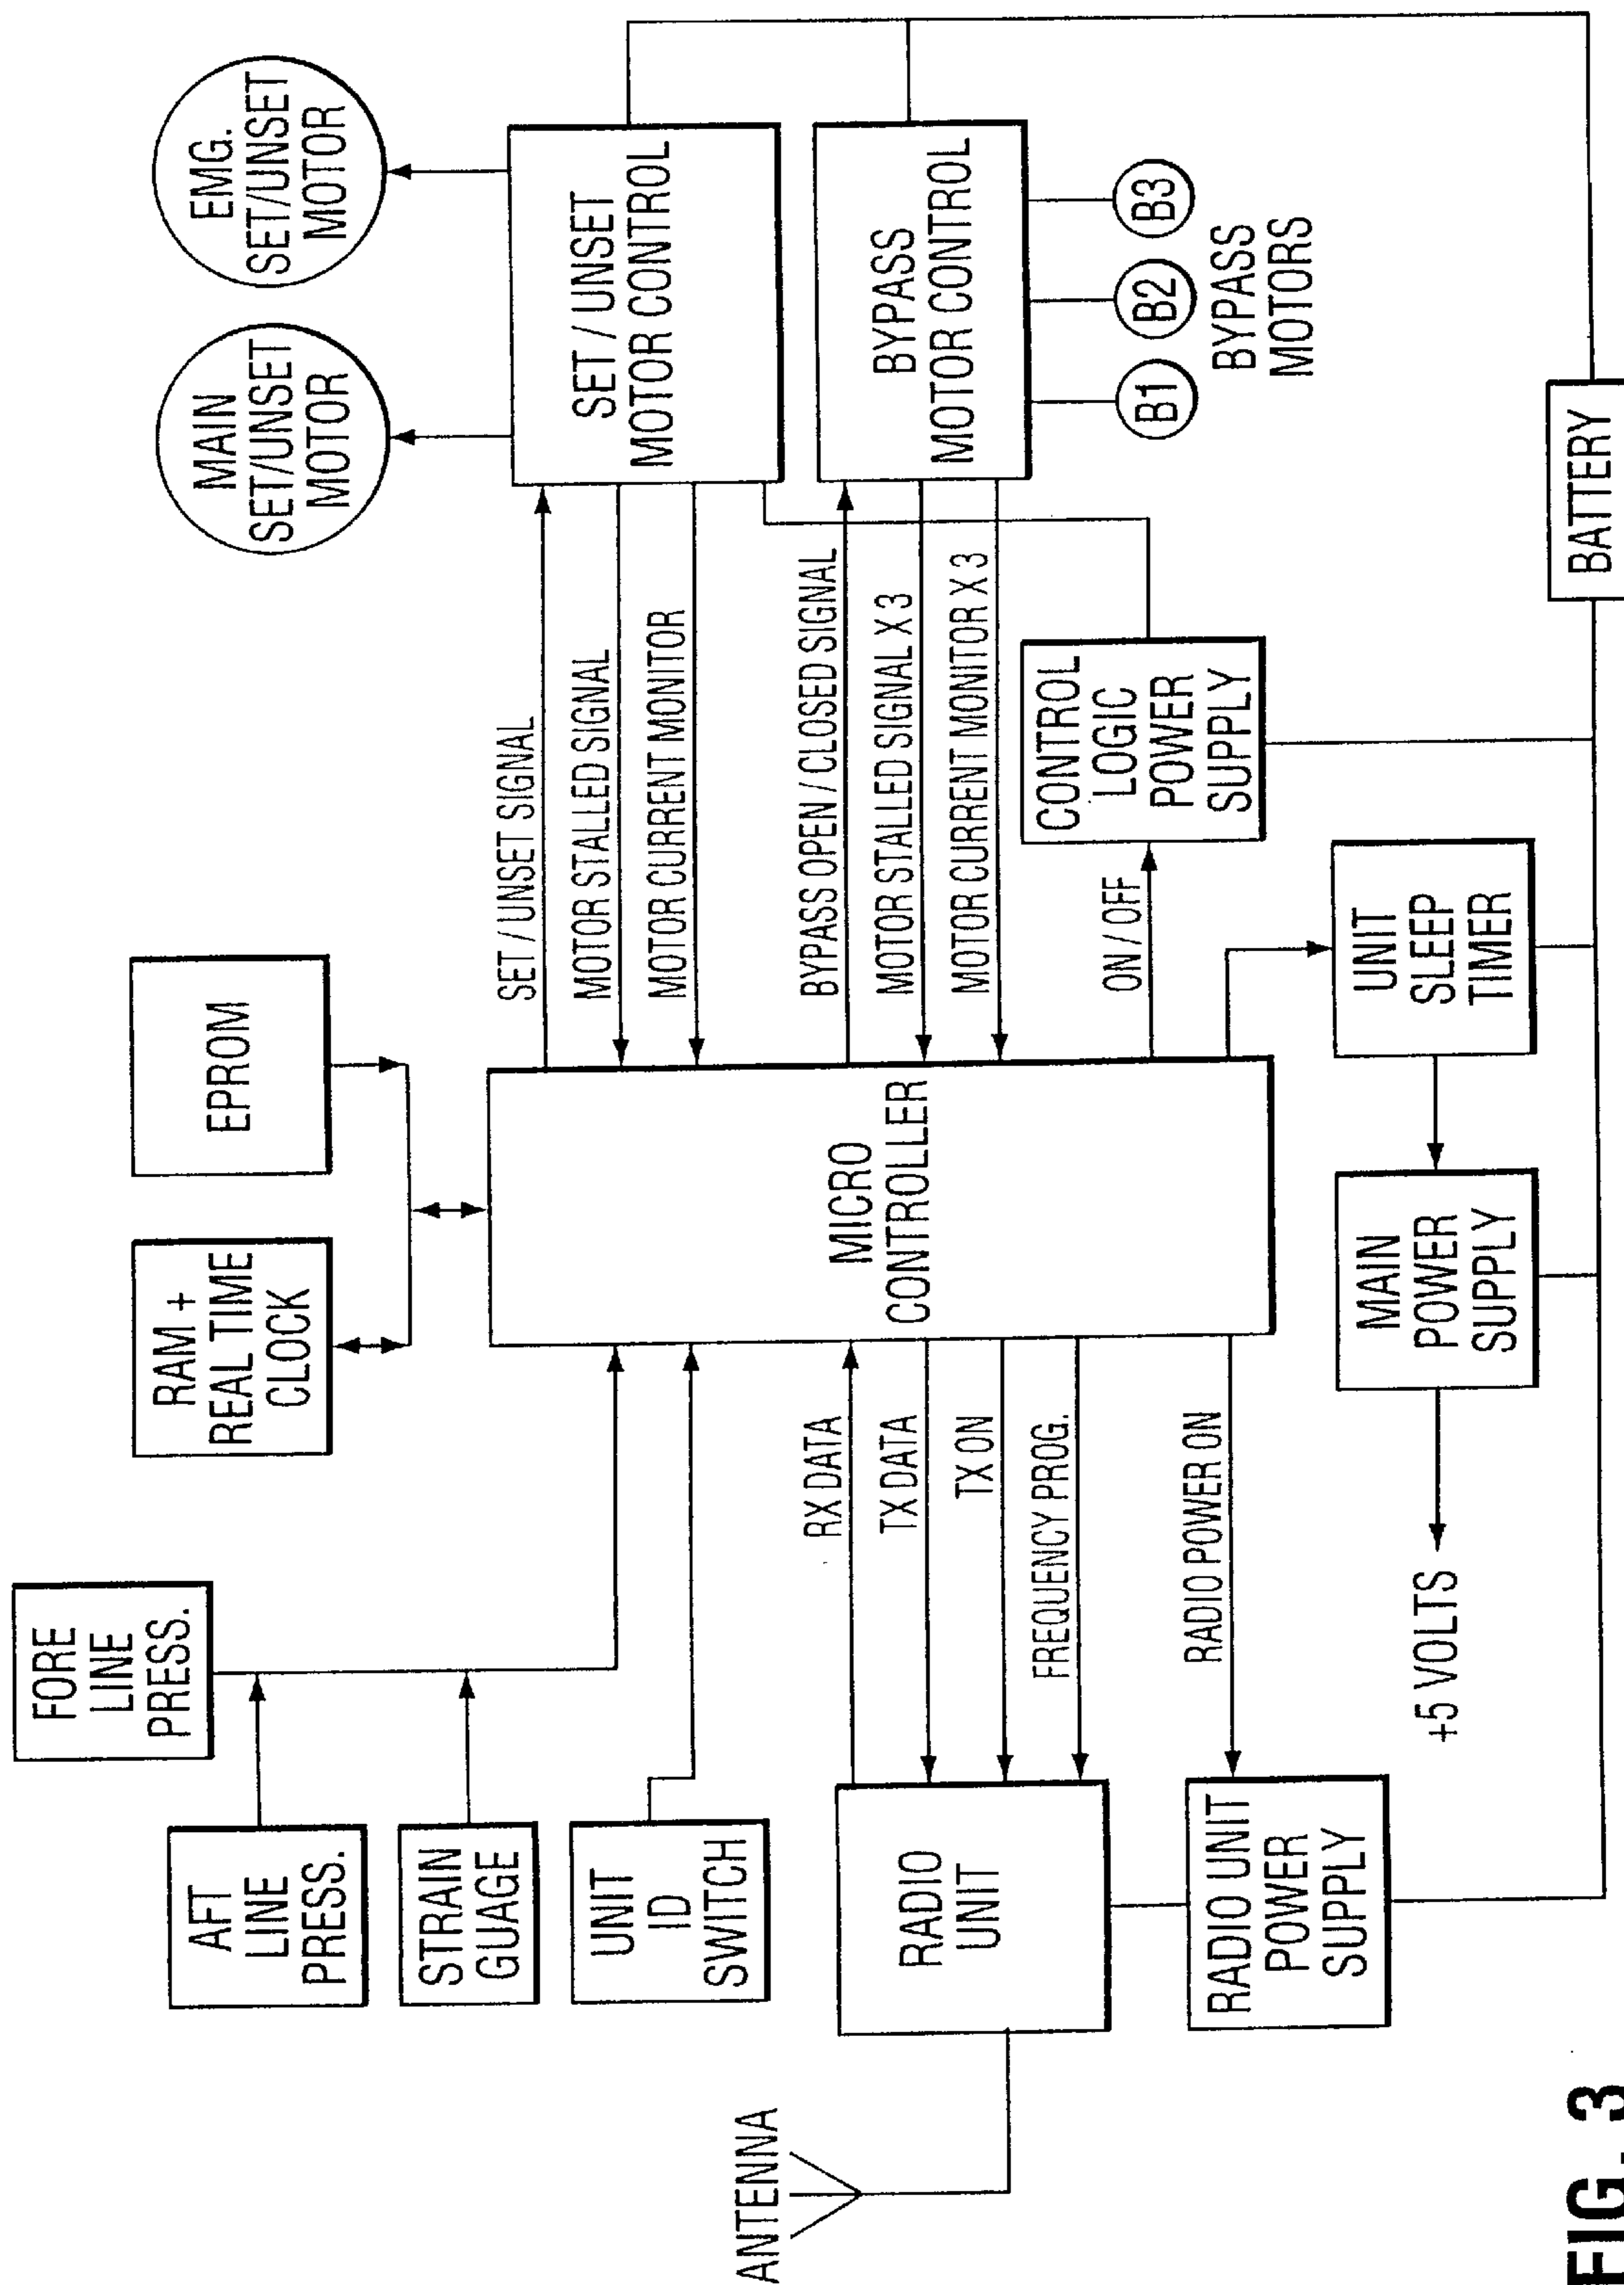 FORE
LINE
PRESS.
AFT
LINE
PRESS.
STRAIN
GUAGE
UNIT
ID
SWITCH
RAM +
REAL TIME
CLOCK
EPROM
MAIN
SET/UNSET
MOTOR
EMG.
SET/UNSET
MOTOR
SET / UNSET SIGNAL
MOTOR STALLED SIGNAL
MOTOR CURRENT MONITOR
SET / UNSET
MOTOR CONTROL
ANTENNA
RADIO
UNIT
RX DATA
TX DATA
TX ON
FREQUENCY PROG.
RADIO POWER ON
MICRO
CONTROLLER
BYPASS OPEN / CLOSED SIGNAL
MOTOR STALLED SIGNAL X 3
MOTOR CURRENT MONITOR X 3
ON / OFF
BYPASS
MOTOR CONTROL
B1
B2
B3
BYPASS
MOTORS
CONTROL
LOGIC
POWER
SUPPLY
RADIO UNIT
POWER
SUPPLY
+5 VOLTS
MAIN
POWER
SUPPLY
UNIT
SLEEP
TIMER
BATTERY
FIG. 3